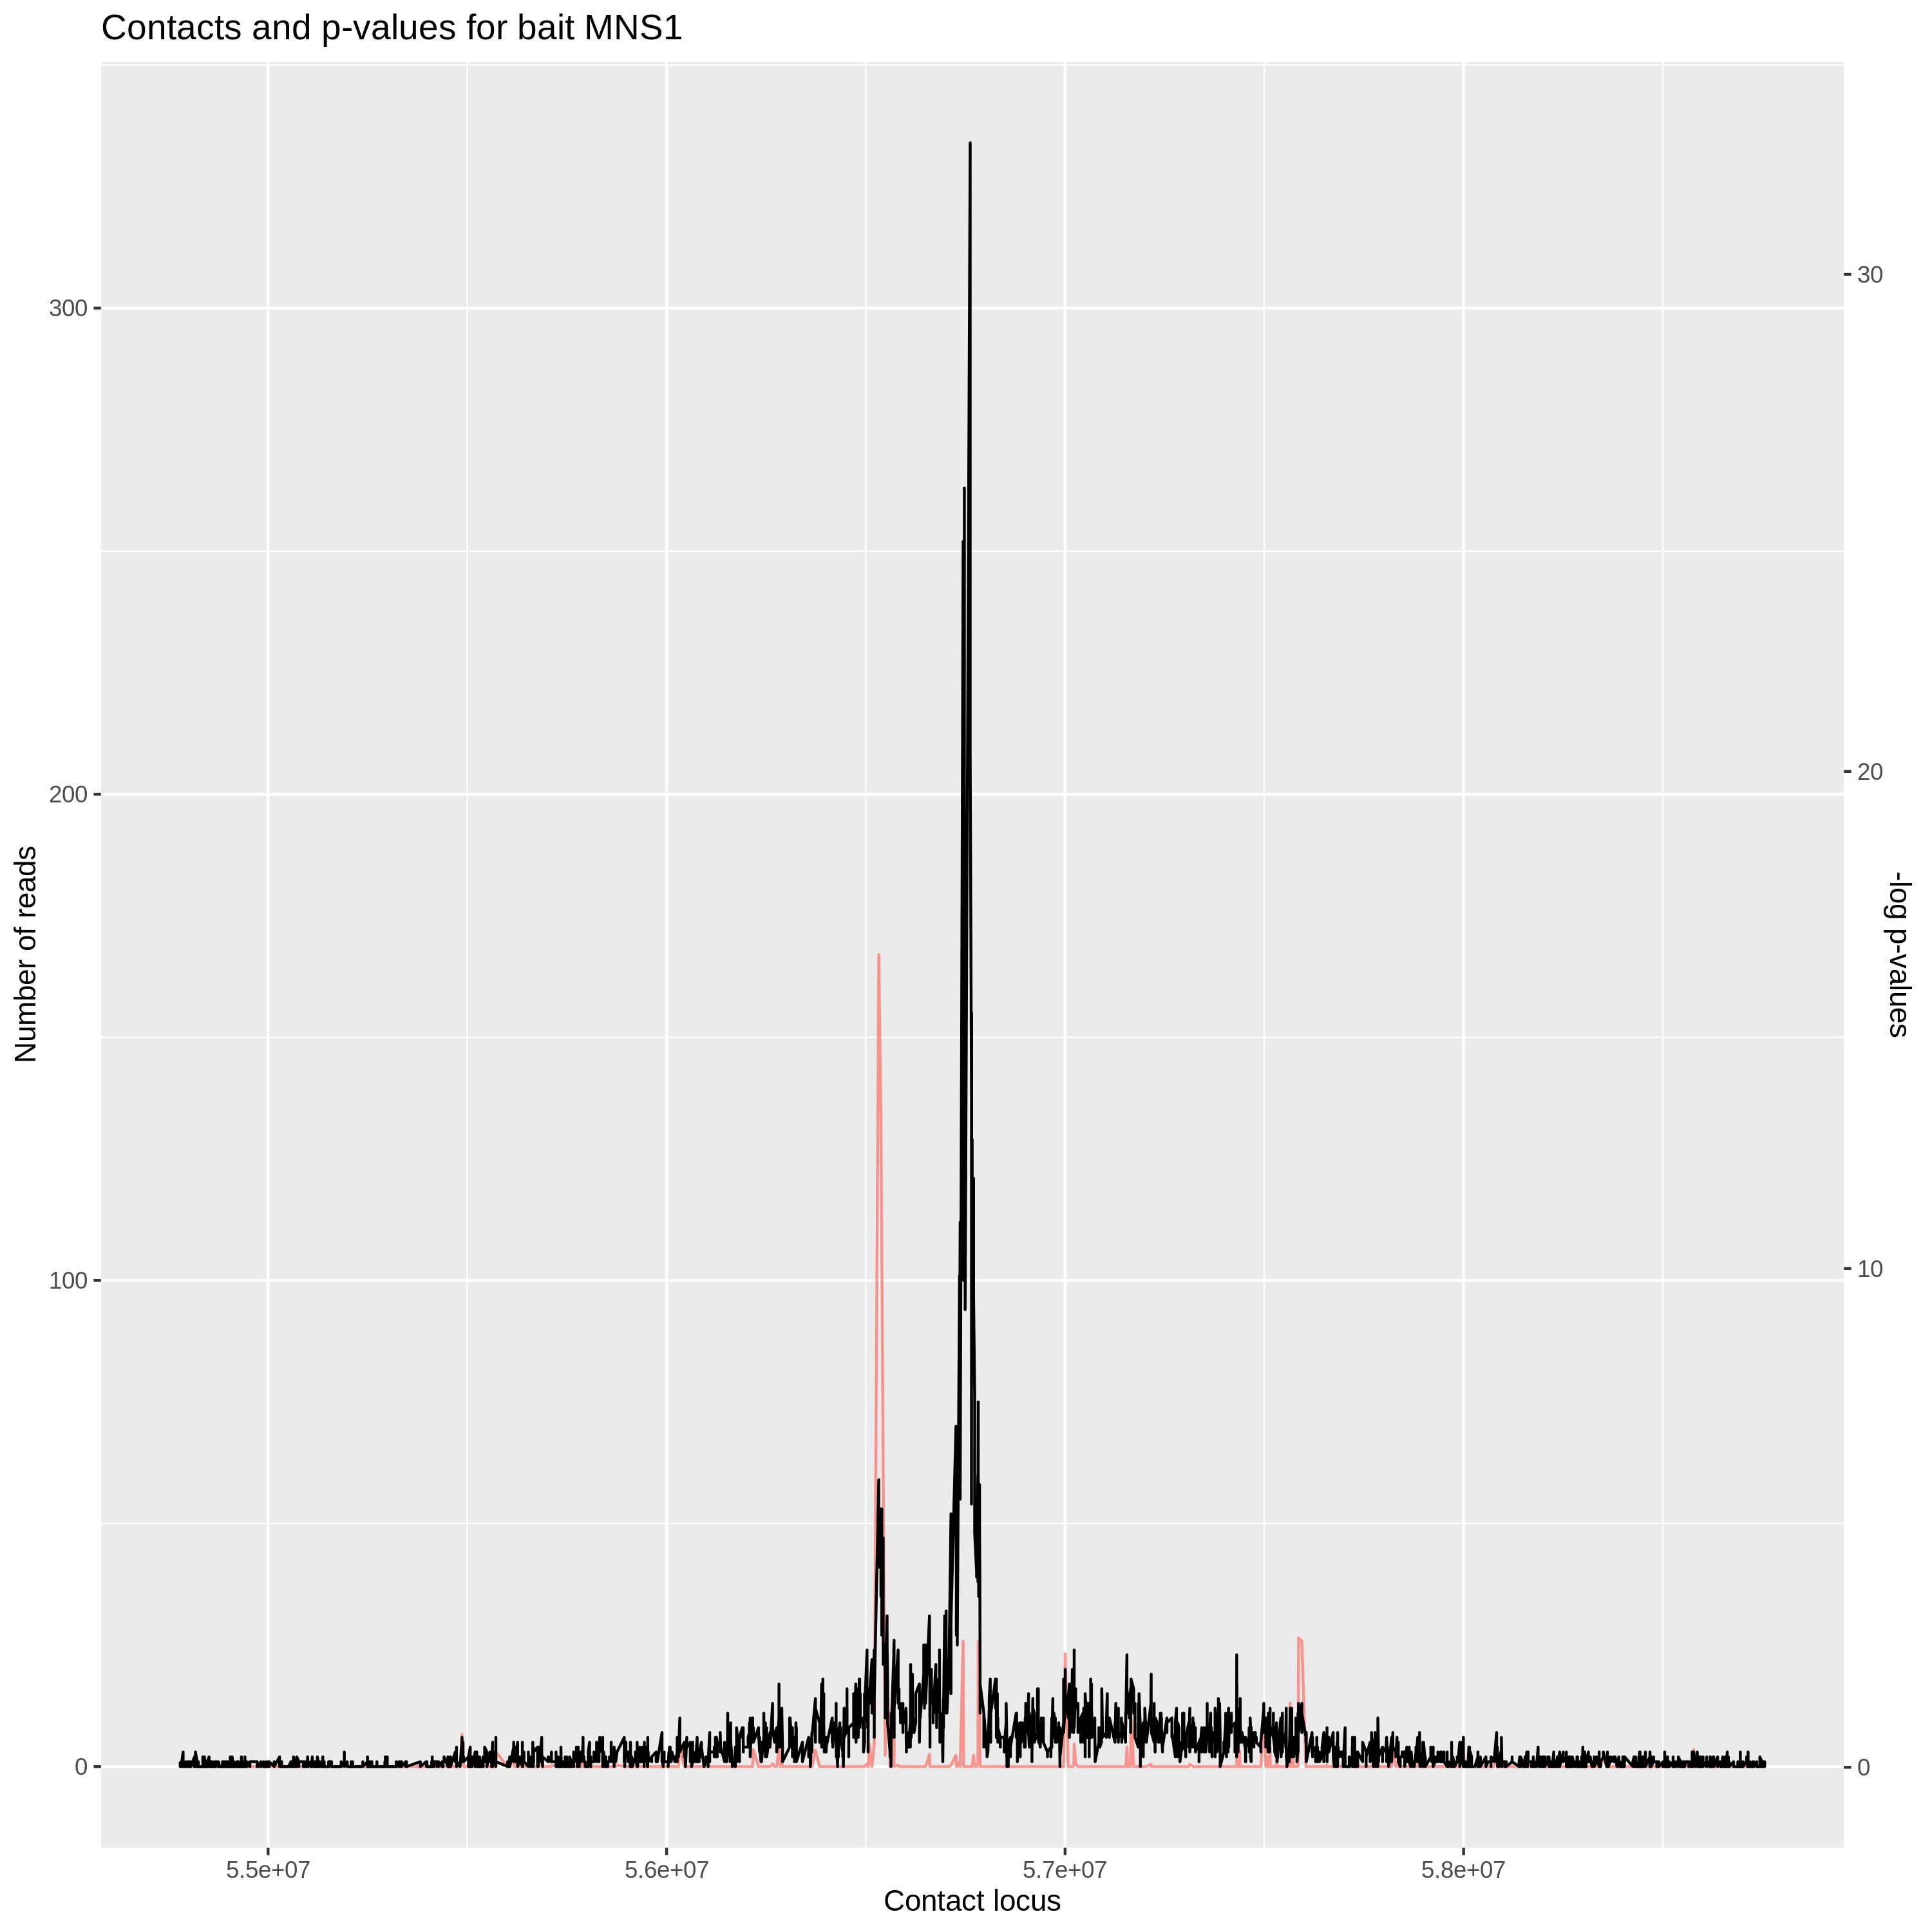 Contacts and p-values for bait MNS1
300
200
100
0
30
20
10
0
Number of reads
-log p-values
5.5e+07
5.6e+07
5.7e+07
5.8e+07
Contact locus